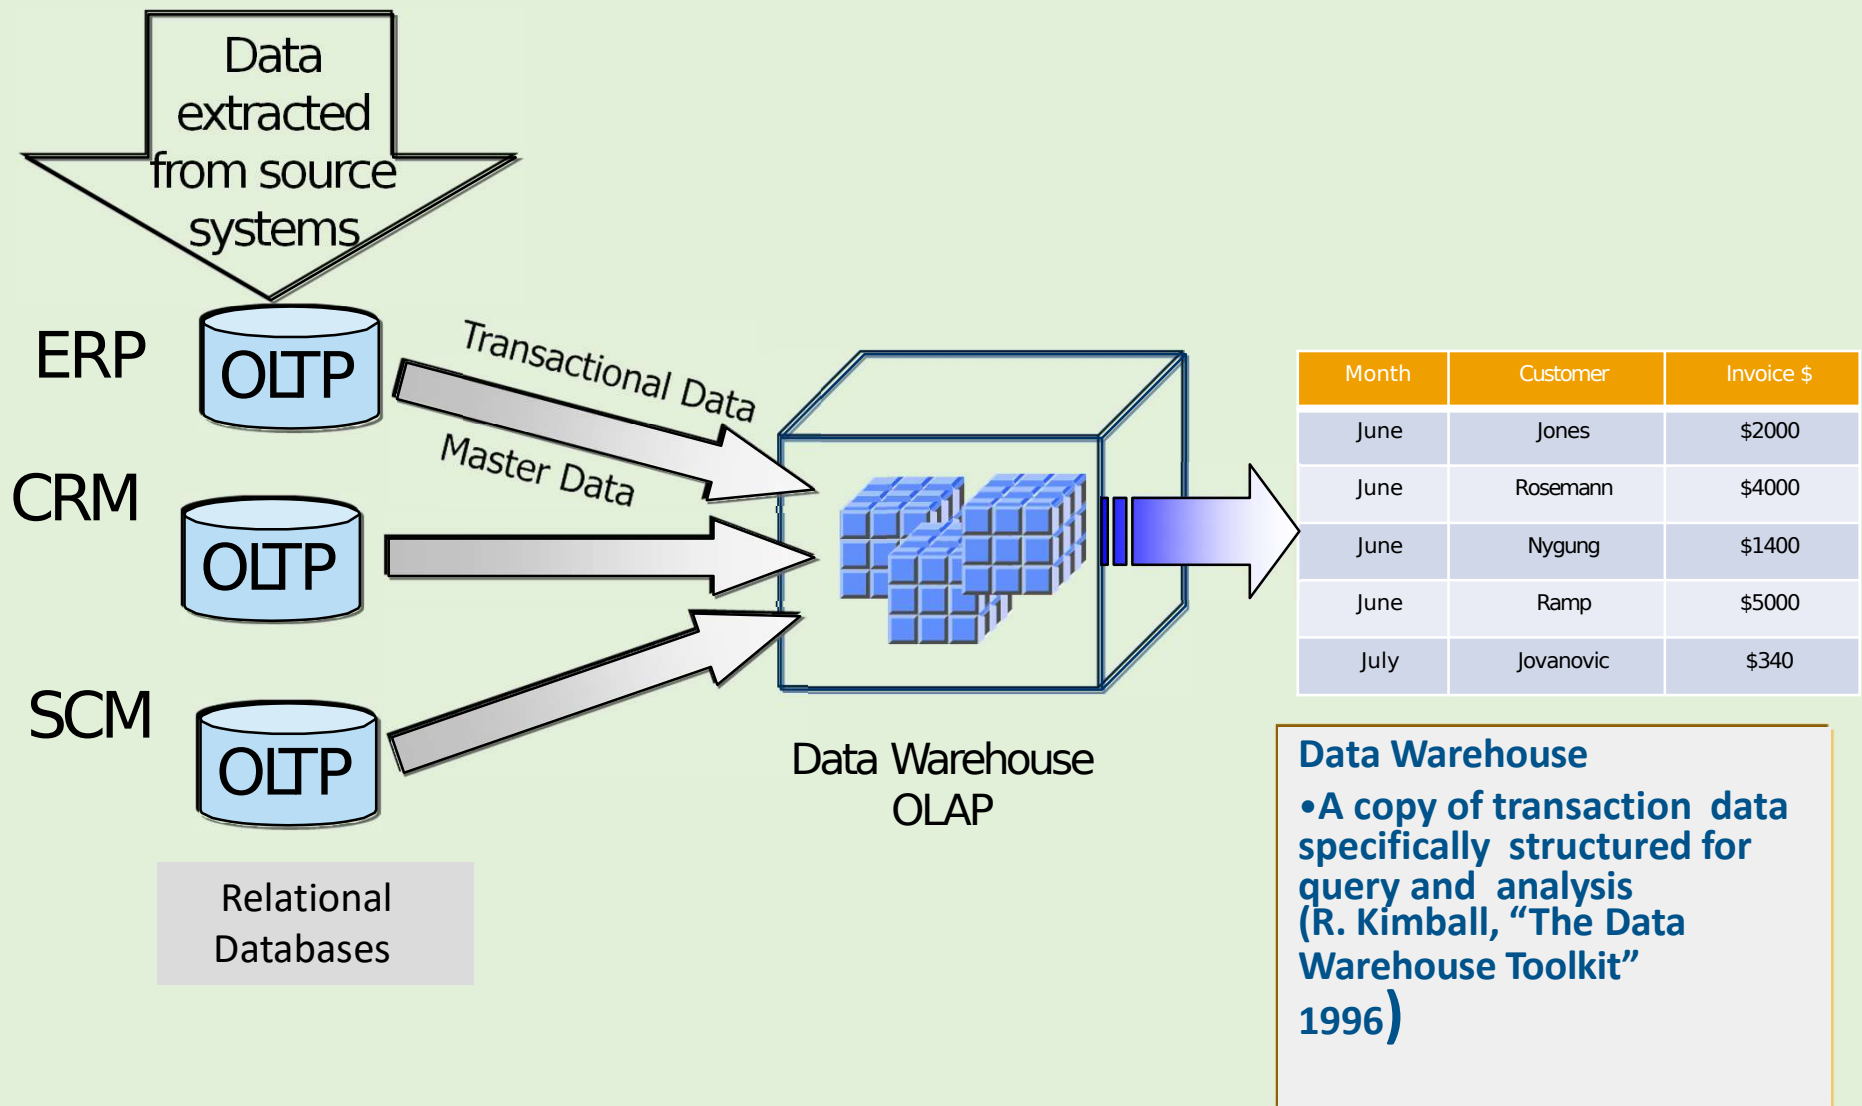 Data
extracted
from source
systems
ERP
OLTP
Transactional Data
Master Data
CRM
OLTP
SCM
OLTP
Relational
Databases
Data Warehouse
OLAP
Month Customer Invoice $
June Jones $2000
June Rosemann $4000
June Nygung $1400
June Ramp $5000
July Jovanovic $340
Data Warehouse
•A copy of transaction data
specifically structured for
query and analysis
(R. Kimball, “The Data
Warehouse Toolkit”
1996)